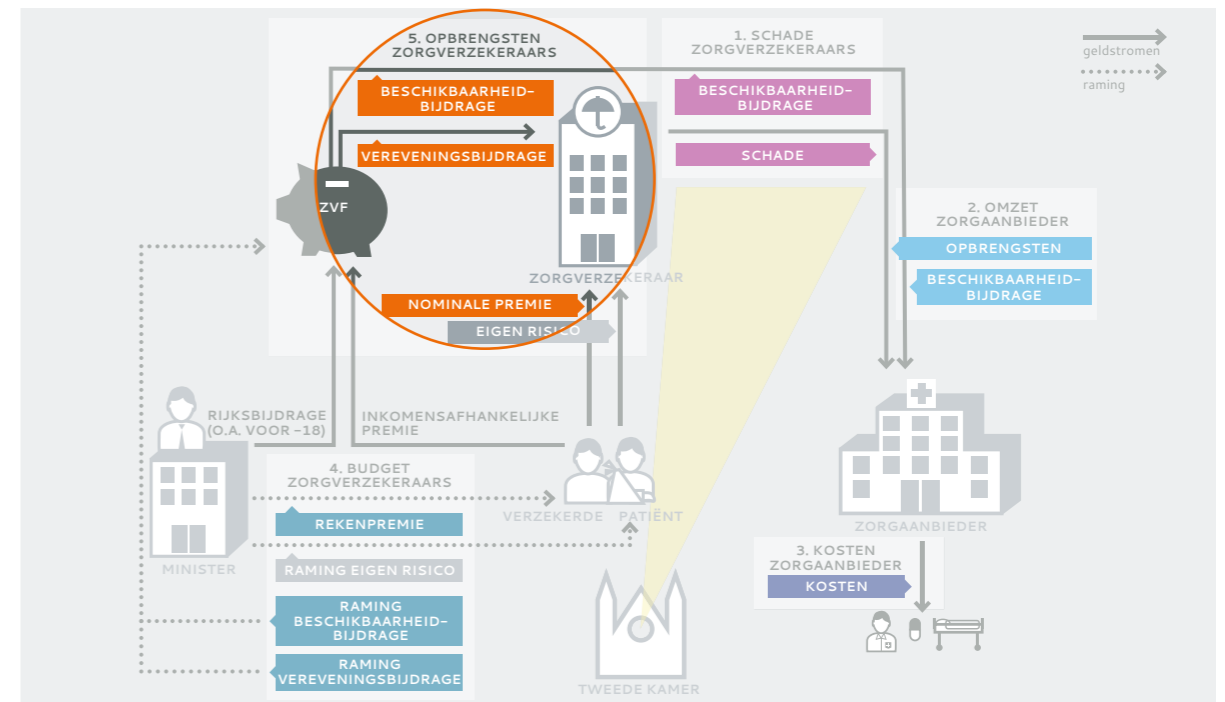 5. OPBRENGSTEN
ZORGVERZEKERAARS
BESCHIKBAARHEID-
BIJDRAGE
VEREVENINGSBIJDRAGE
ZVF
ZORGVERZEKERAAR
NOMINALE PREMIE
EIGEN RISICO
1. SCHADE
ZORGVERZEKERAARS
BESCHIKBAARHEID-
BIJDRAGE
SCHADE
geldstromen
raming
2. OMZET
ZORGAANBIEDER
OPBRENGSTEN
BESCHIKBAARHEID-
BIJDRAGE
RIJKSBIJDRAGE
(O.A. VOOR -18)
INKOMENSAFHANKELIJKE
PREMIE
MINISTER
4. BUDGET
ZORGVERZEKERAARS
REKENPREMIE
RAMING EIGEN RISICO
RAMING
BESCHIKBAARHEID-
BIJDRAGE
RAMING
VEREVENINGSBIJDRAGE
VERZEKERDE
PATIËNT
TWEEDE KAMER
ZORGAANBIEDER
3. KOSTEN
ZORGAANBIEDER
KOSTEN